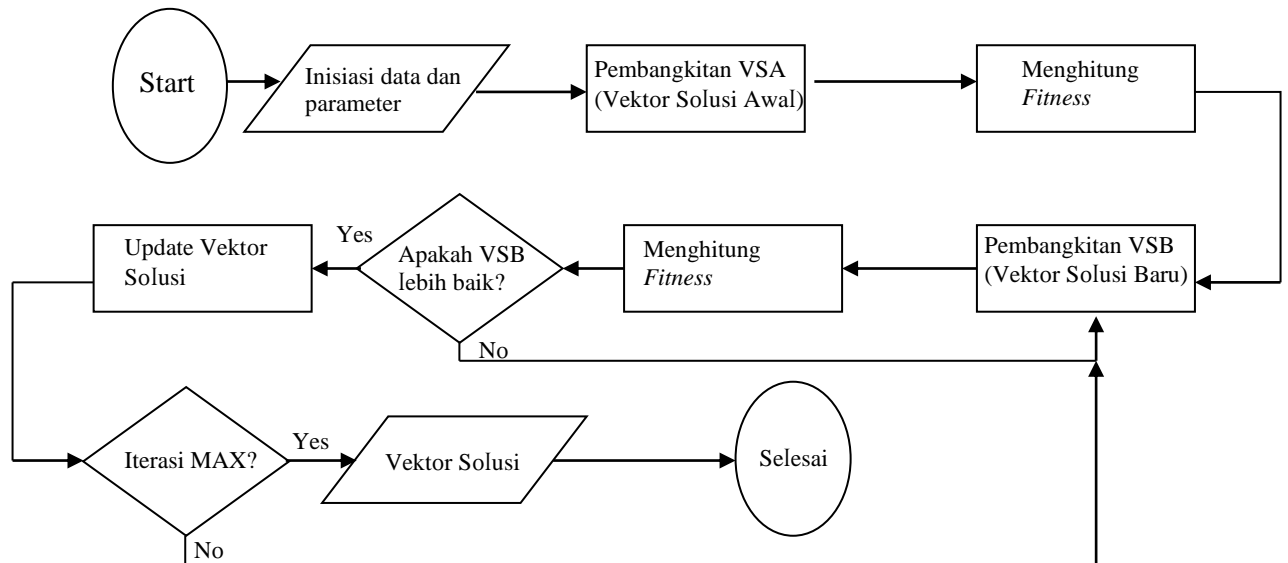 Start
Inisiasi data dan
parameter
Pembangkitan VSA
(Vektor Solusi Awal)
Menghitung
Fitness
Update Vektor
Solusi
Yes
Apakah VSB
lebih baik?
No
Menghitung
Fitness
Pembangkitan VSB
(Vektor Solusi Baru)
Iterasi MAX?
Yes
No
Vektor Solusi
Selesai